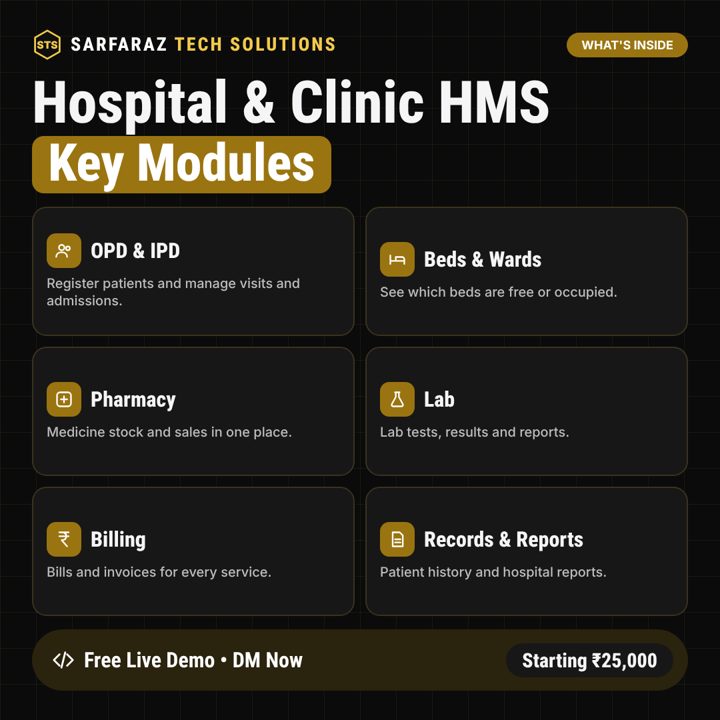 STS SARFARAZ TECH SOLUTIONS
WHAT'S INSIDE
Hospital & Clinic HMS
Key Modules
OPD & IPD
Register patients and manage visits and
admissions.
Beds & Wards
See which beds are free or occupied.
Pharmacy
Medicine stock and sales in one place.
Lab
Lab tests, results and reports.
₹ Billing
Bills and invoices for every service.
Records & Reports
Patient history and hospital reports.
</> Free Live Demo • DM Now
Starting ₹25,000